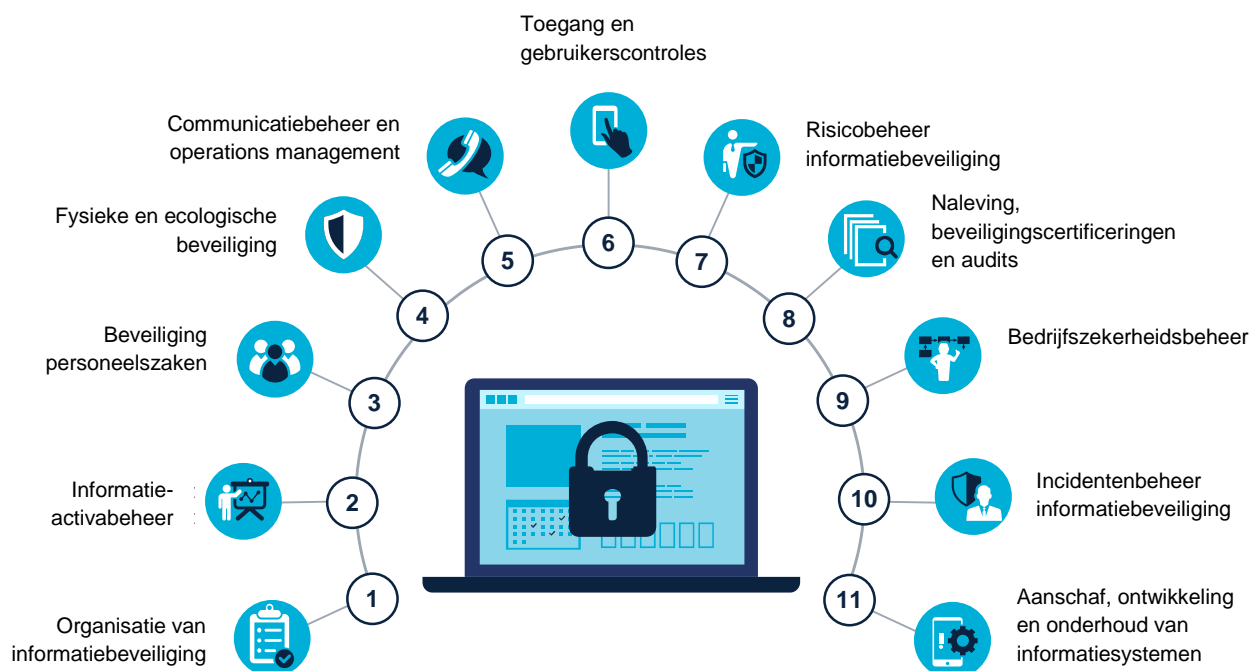 Toegang en
gebruikerscontroles
Communicatiebeheer en
operations management
Risicobeheer
informatiebeveiliging
Fysieke en ecologische
beveiliging
Naleving,
beveiligingscertificeringen
en audits
Beveiliging
personeelszaken
Bedrijfszekerheidsbeheer
Informatie-
activabeheer
Incidentenbeheer
informatiebeveiliging
Organisatie van
informatiebeveiliging
Aanschaf, ontwikkeling
en onderhoud van
informatiesystemen
1
2
3
4
5
6
7
8
9
10
11